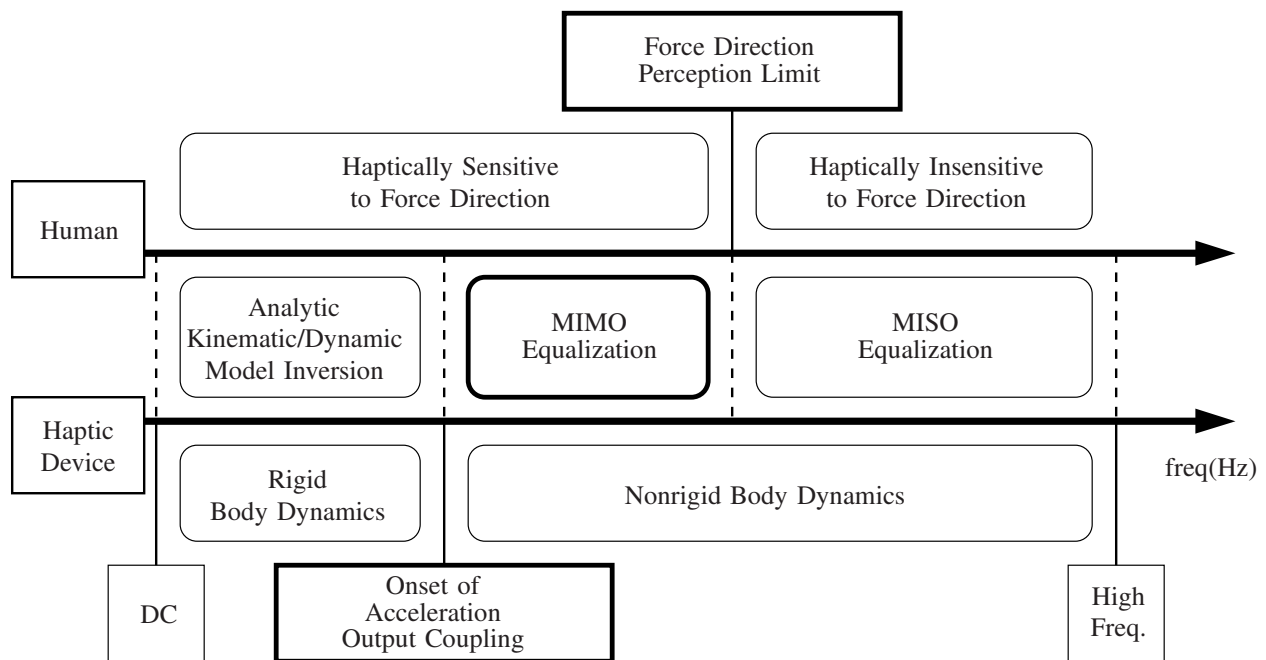 Force Direction
Perception Limit
Haptically Sensitive
to Force Direction
Haptically Insensitive
to Force Direction
Human
Analytic
Kinematic/Dynamic
Model Inversion
MIMO
Equalization
MISO
Equalization
Haptic
Device
freq(Hz)
Rigid
Body Dynamics
Nonrigid Body Dynamics
DC
Onset of
Acceleration
Output Coupling
High
Freq.